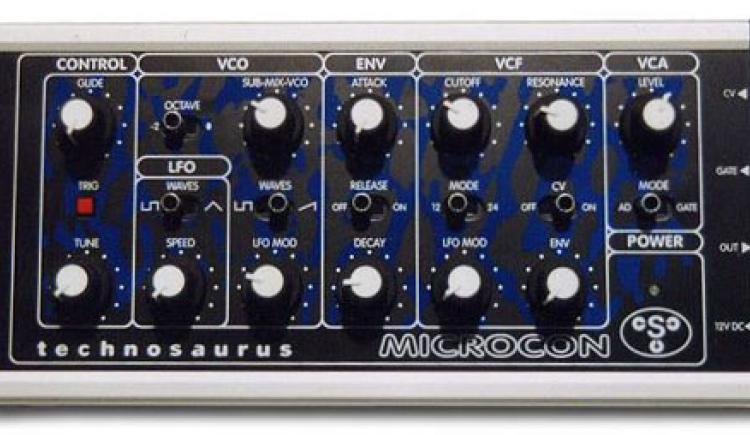 CONTROL VCO ENV VCF VCA
GLIDE SUB-MIX-VCO ATTACK CUTOFF RESONANCE LEVEL
CV
OCTAVE
-2 0
LFO
GATE
TRIG WAVES WAVES RELEASE MODE CV MODE
OFF ON 12 24 OFF ON AD GATE
TUNE SPEED LFO MOD DECAY LFO MOD ENV POWER
OUT
12V DC
technosaurus MICROCON